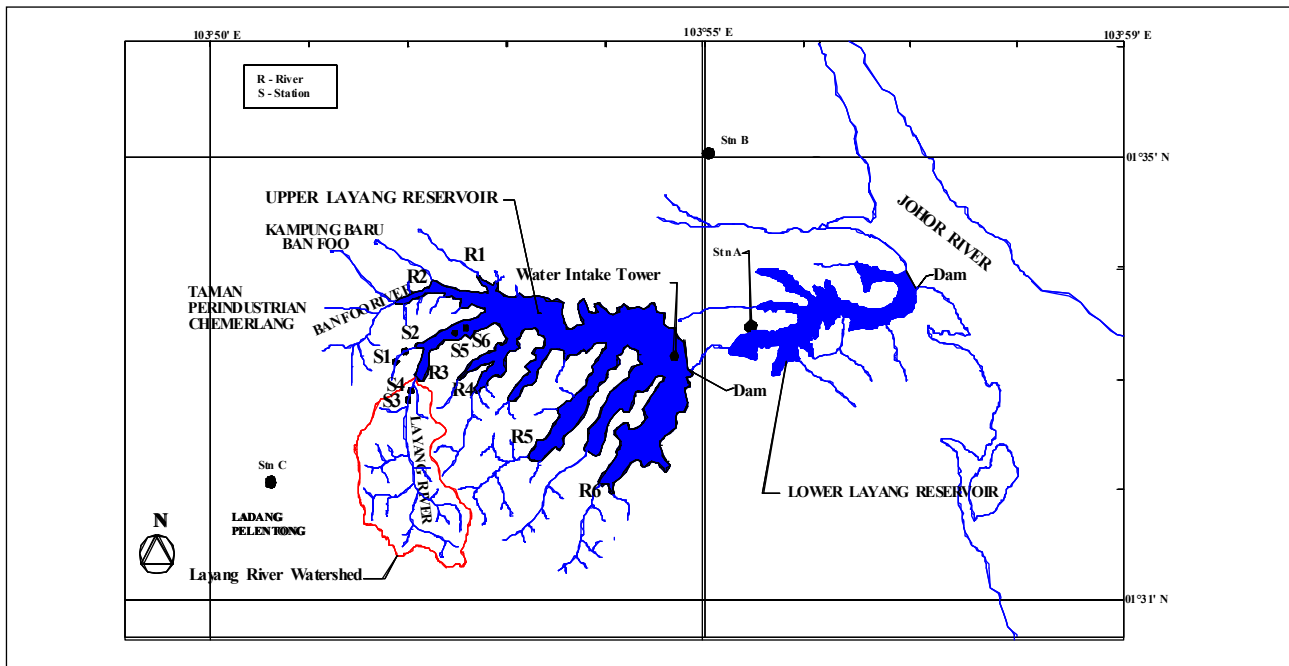 103°50' E
103°55' E
103°59' E
R - River
S - Station
Stn B
01°35' N
UPPER LAYANG RESERVOIR
JOHOR RIVER
KAMPUNG BARU
BAN FOO
Stn A
R1
Water Intake Tower
Dam
R2
TAMAN
PERINDUSTRIAN
CHEMERLANG
BAN FOO RIVER
S2
S6
S5
S1
R3
S4
R4
Dam
S3
LAYANG RIVER
R5
Stn C
R6
LOWER LAYANG RESERVOIR
LADANG
PELENTONG
N
Layang River Watershed
01°31' N